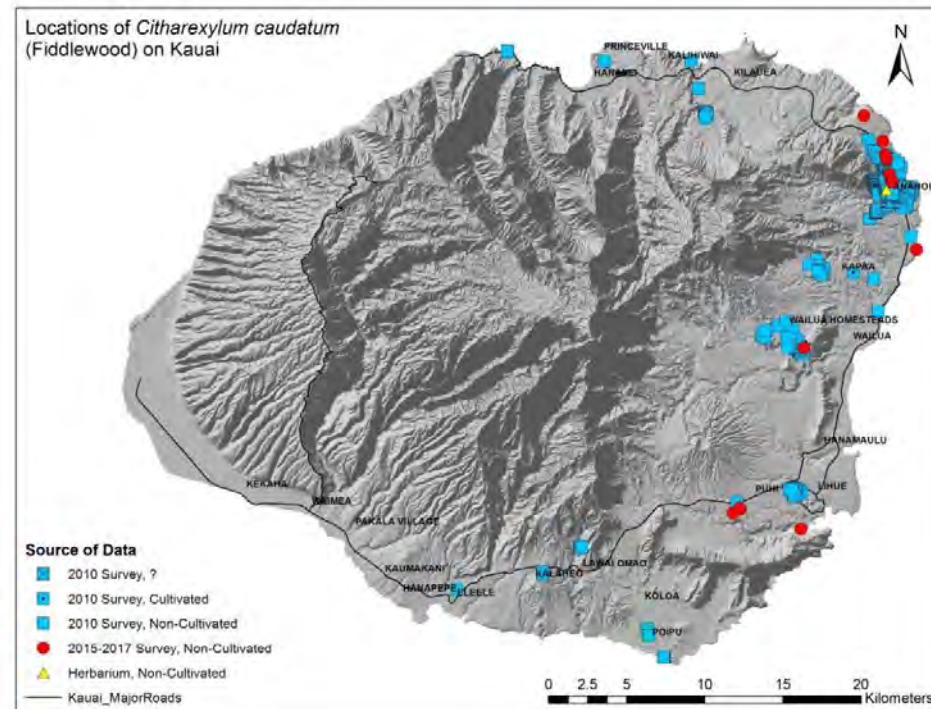 Locations of Citharexylum caudatum
(Fiddlewood) on Kauai
N
PRINCEVILLE
KALIHIWAI
HANALEI
KILAUEA
KAPAA
WAILUA HOMESTEADS
WAILUA
HANAMAULU
PUHI
LIHUE
KEKAHA
WAIMEA
PAKALA VILLAGE
KAUMAKANI
HANAPEPE
ELEELE
KALAHEO
LAWAI
OMAO
KOLOA
POIPU
Source of Data
2010 Survey, ?
2010 Survey, Cultivated
2010 Survey, Non-Cultivated
2015-2017 Survey, Non-Cultivated
Herbarium, Non-Cultivated
Kauai_MajorRoads
0 2.5 5 10 15 20
Kilometers